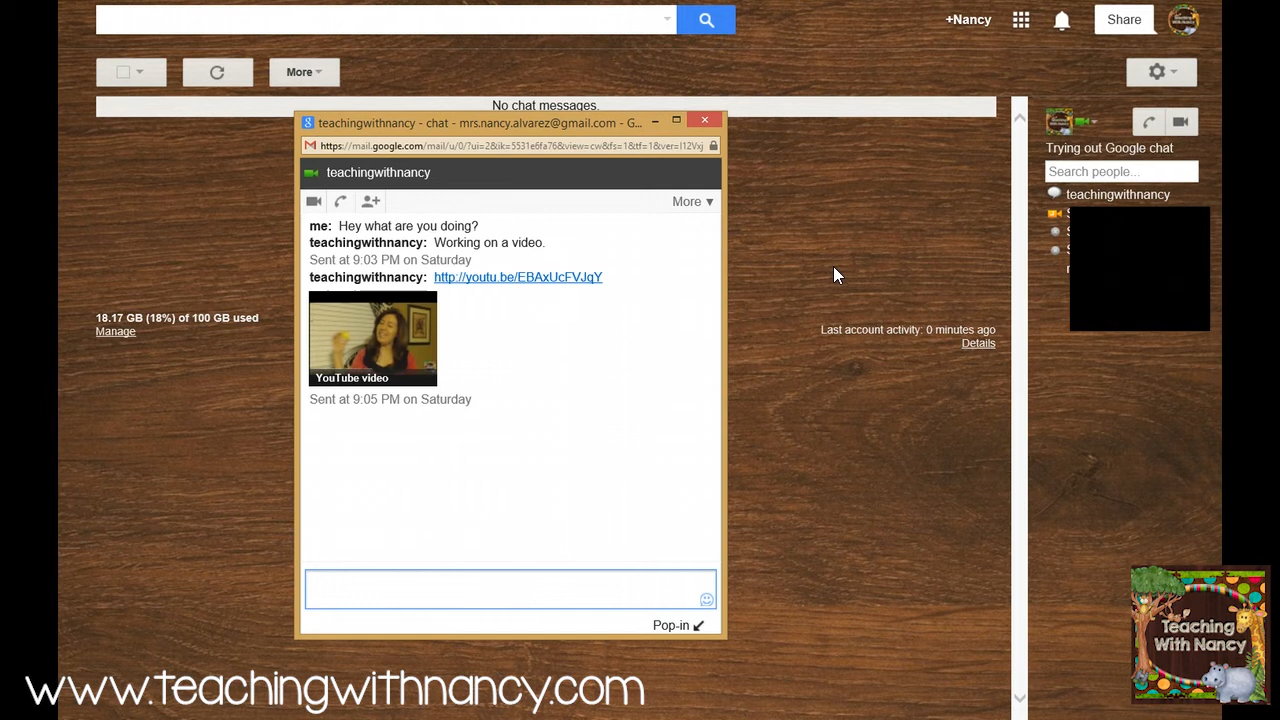 +Nancy
Share
More
No chat messages.
teachingwithnancy - chat - mrs.nancy.alvarez@gmail.com - G...
https://mail.google.com/mail/u/0/?ui=2&ik=5531e6fa76&view=cw&fs=1&tf=1&ver=I12Vxj
teachingwithnancy
More ▼
me: Hey what are you doing?
teachingwithnancy: Working on a video.
Sent at 9:03 PM on Saturday
teachingwithnancy: http://youtu.be/EBAxUcFVJqY
YouTube video
Sent at 9:05 PM on Saturday
Pop-in
18.17 GB (18%) of 100 GB used
Manage
Last account activity: 0 minutes ago
Details
Trying out Google chat
Search people...
teachingwithnancy
www.teachingwithnancy.com
Teaching
With Nancy